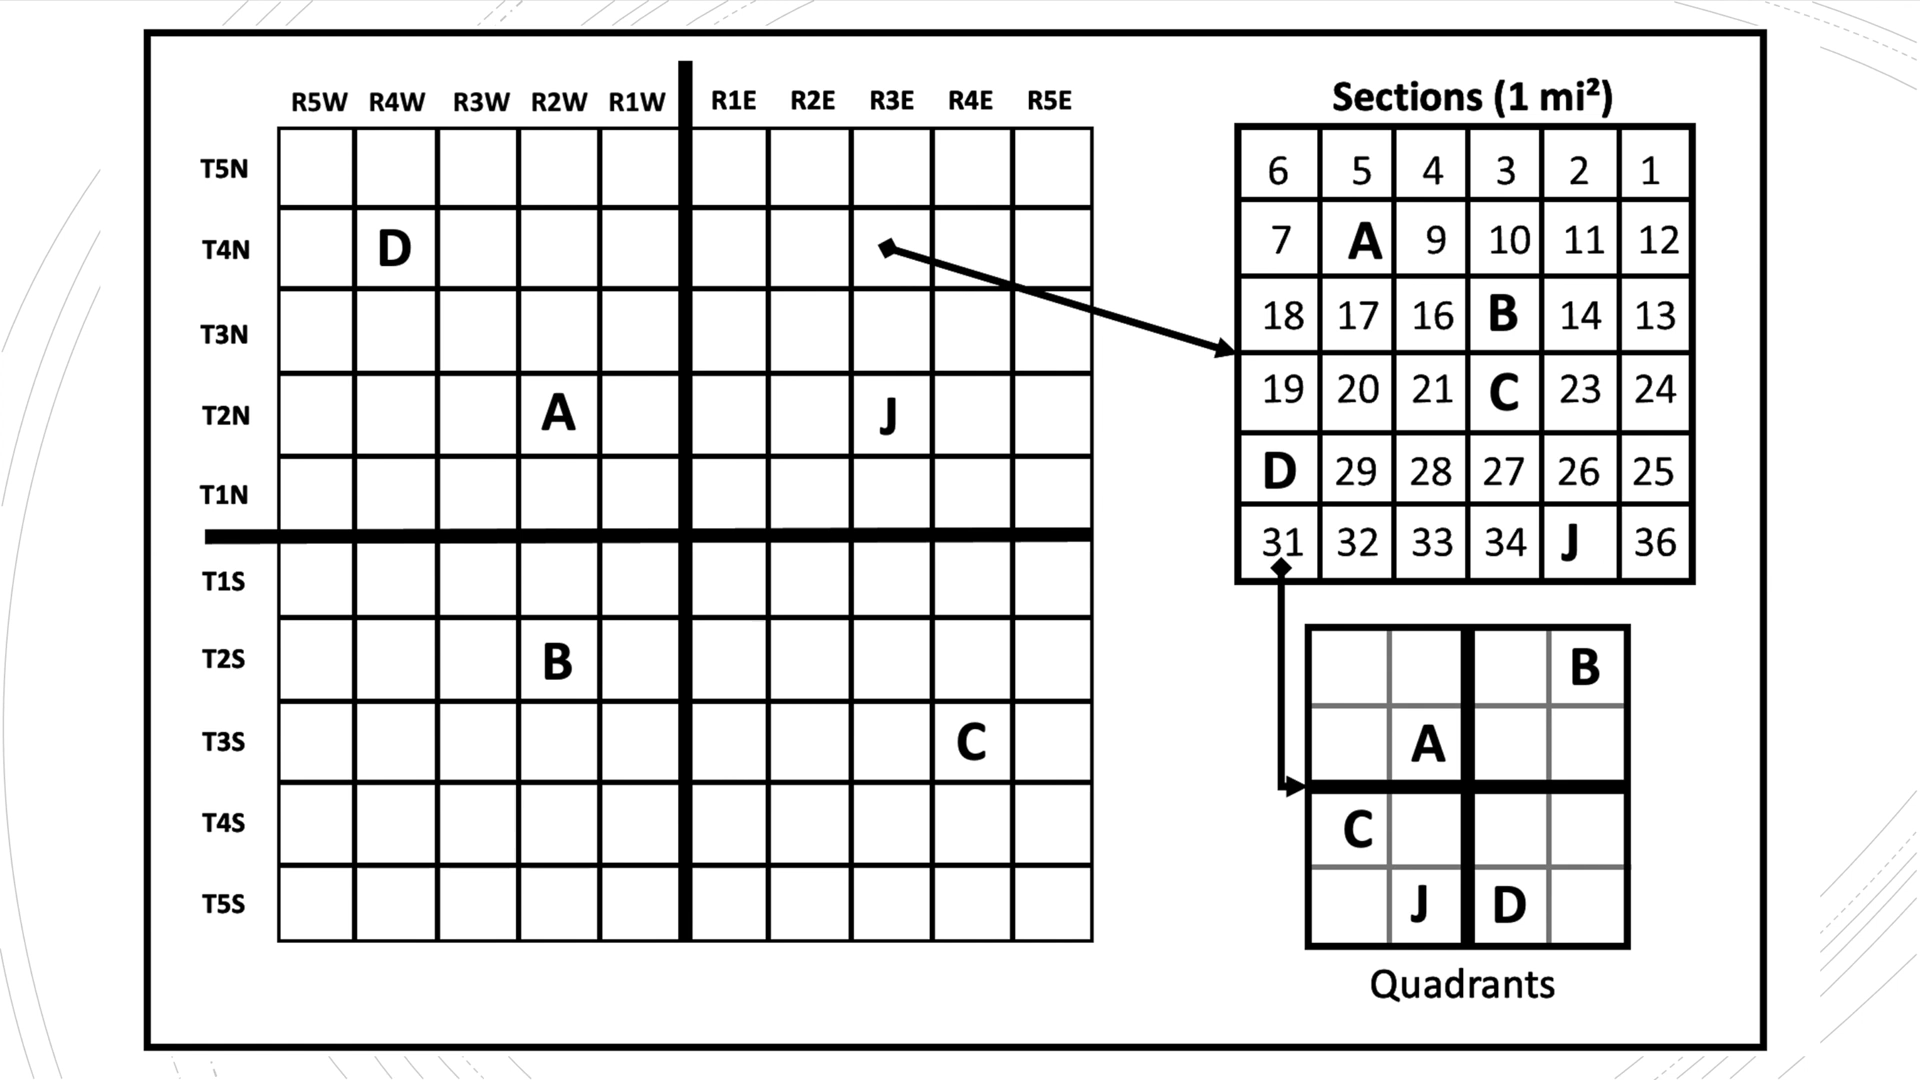 R5W R4W R3W R2W R1W R1E R2E R3E R4E R5E
T5N
T4N D
T3N
T2N A J
T1N
T1S
T2S B
T3S C
T4S
T5S
Sections (1 mi²)
6 5 4 3 2 1
7 A 9 10 11 12
18 17 16 B 14 13
19 20 21 C 23 24
D 29 28 27 26 25
31 32 33 34 J 36
B
A
C
J D
Quadrants